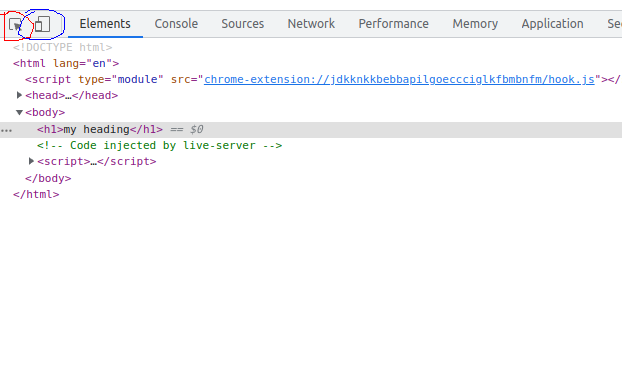 Elements Console Sources Network Performance Memory Application Se
<!DOCTYPE html>
<html lang="en">
<script type="module" src="chrome-extension://jdkknkkbebbapilgoeccciglkfbmbnfm/hook.js"></
<head>…</head>
<body>
... <h1>my heading</h1> == $0
<!-- Code injected by live-server -->
<script>…</script>
</body>
</html>